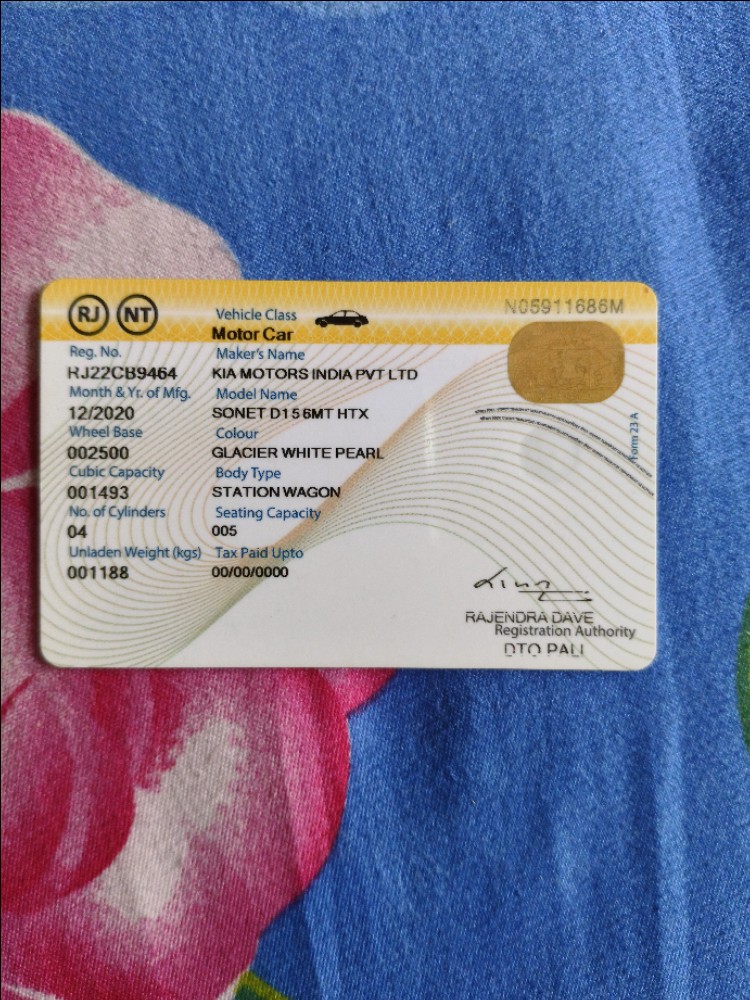 RJ NT
Vehicle Class
Motor Car
N05911686M
Reg. No.
RJ22CB9464
Maker's Name
KIA MOTORS INDIA PVT LTD
Month & Yr. of Mfg.
12/2020
Model Name
SONET D1 5 6MT HTX
Wheel Base
002500
Colour
GLACIER WHITE PEARL
Cubic Capacity
001493
Body Type
STATION WAGON
No. of Cylinders
04
Seating Capacity
005
Unladen Weight (kgs)
001188
Tax Paid Upto
00/00/0000
Form 23 A
RAJENDRA DAVE
Registration Authority
DTO PALI